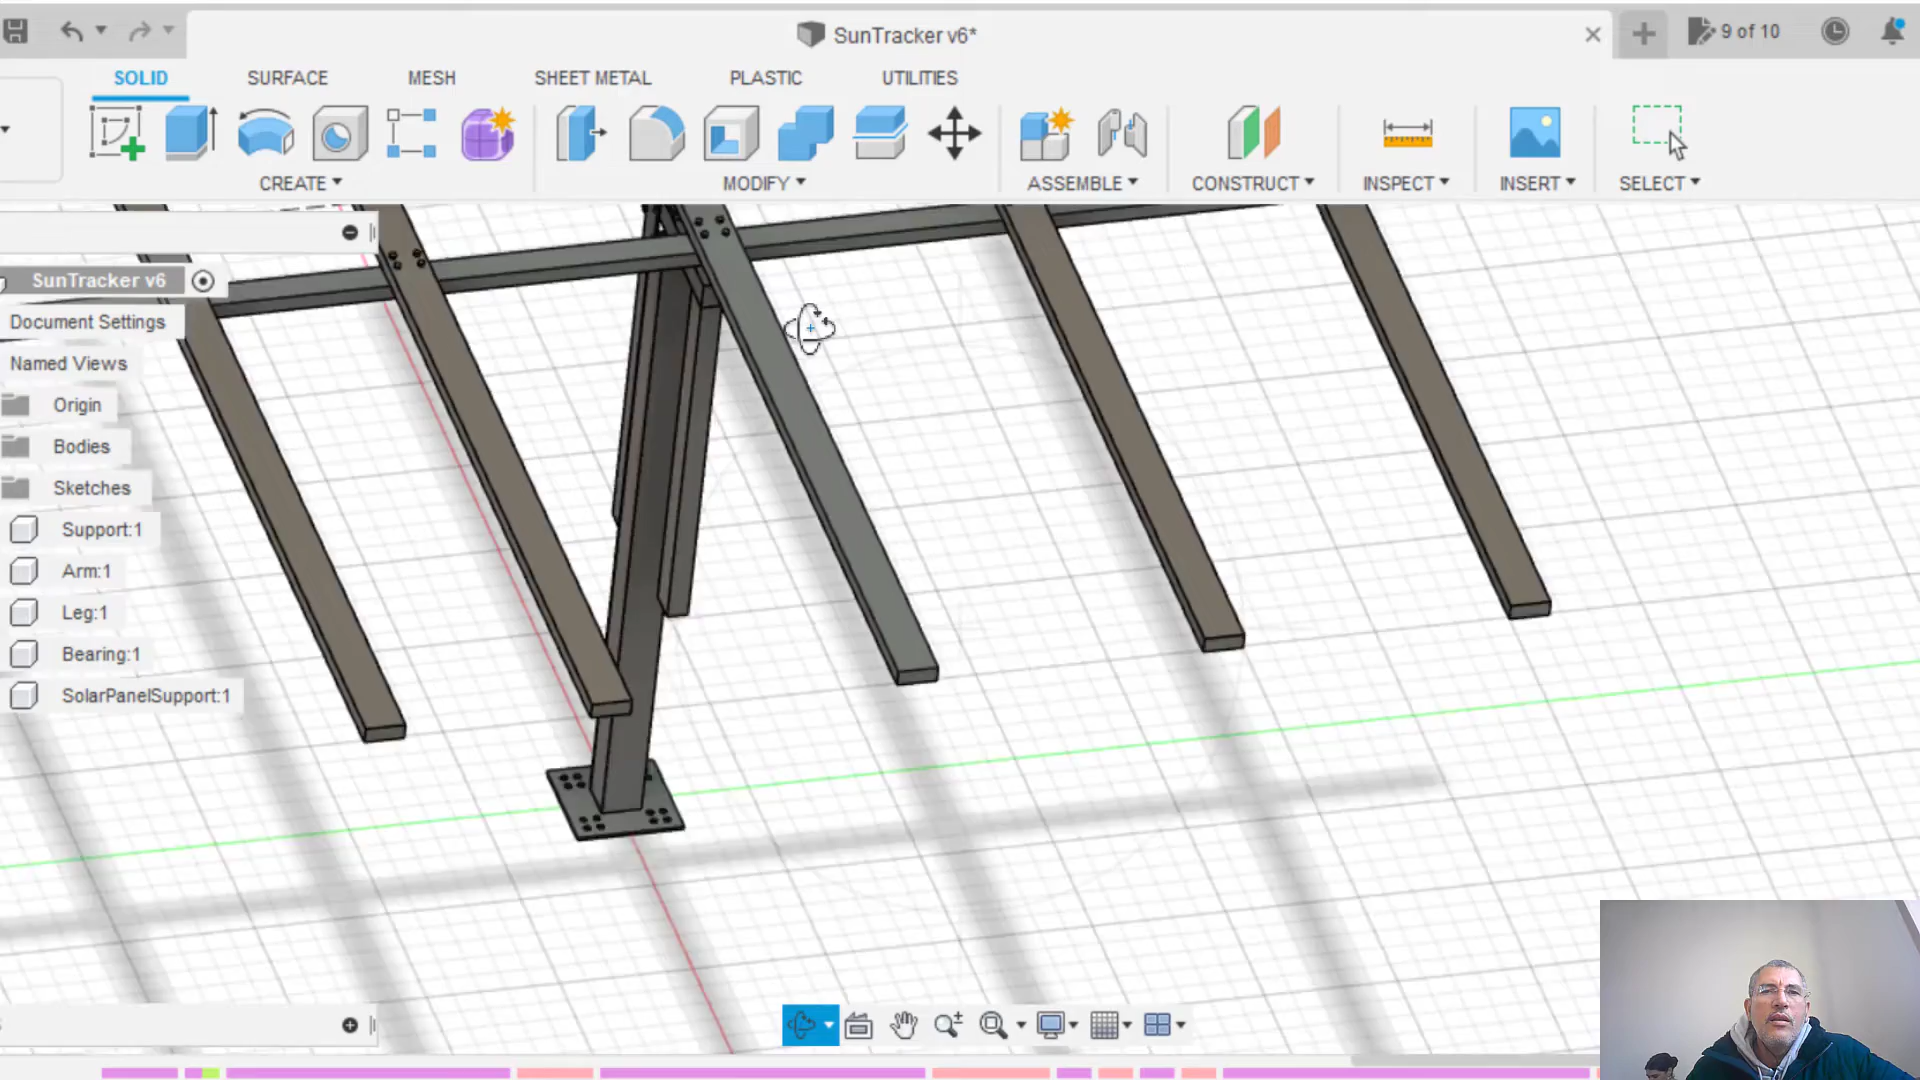 SunTracker v6*
9 of 10
SOLID SURFACE MESH SHEET METAL PLASTIC UTILITIES
CREATE MODIFY ASSEMBLE CONSTRUCT INSPECT INSERT SELECT
SunTracker v6
Document Settings
Named Views
Origin
Bodies
Sketches
Support:1
Arm:1
Leg:1
Bearing:1
SolarPanelSupport:1